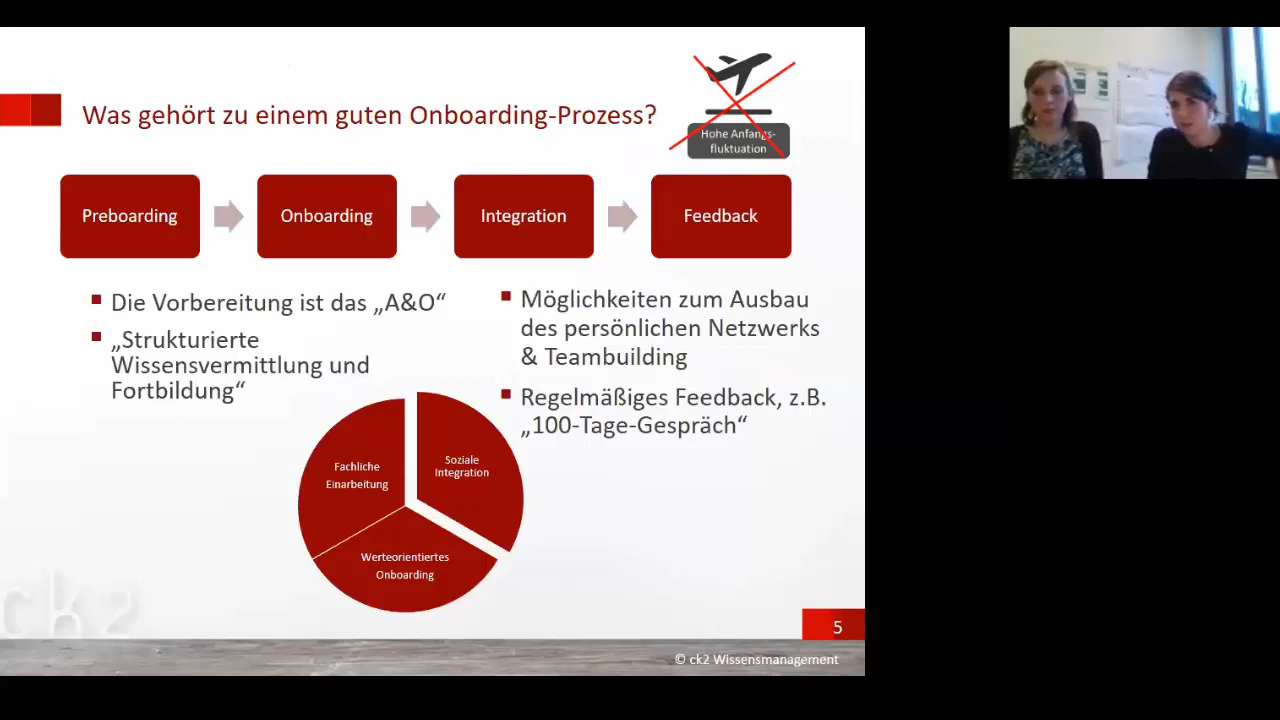 Was gehört zu einem guten Onboarding-Prozess?
Hohe Anfangs-
fluktuation
Preboarding
Onboarding
Integration
Feedback
Die Vorbereitung ist das „A&O“
„Strukturierte
Wissensvermittlung und
Fortbildung“
Möglichkeiten zum Ausbau
des persönlichen Netzwerks
& Teambuilding
Regelmäßiges Feedback, z.B.
„100-Tage-Gespräch“
Fachliche
Einarbeitung
Soziale
Integration
Werteorientiertes
Onboarding
ck2
5
© ck2 Wissensmanagement